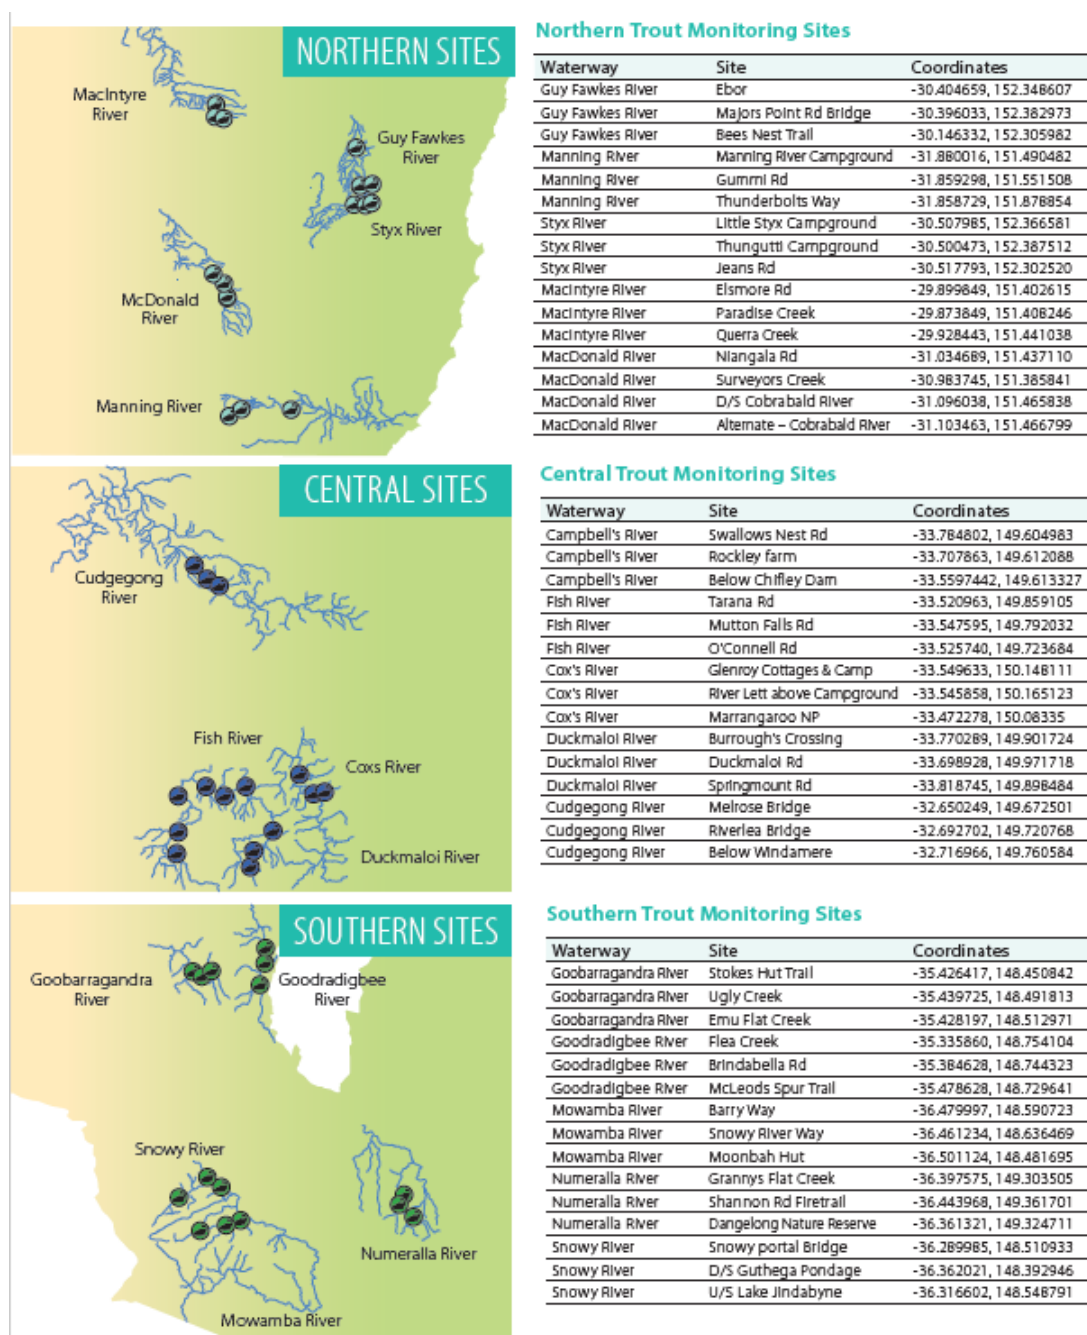 NORTHERN SITES
MacIntyre
River
Guy Fawkes
River
Styx River
McDonald
River
Manning River
Northern Trout Monitoring Sites
Waterway Site Coordinates
Guy Fawkes River Ebor -30.404659, 152.348607
Guy Fawkes River Majors Point Rd Bridge -30.396033, 152.382973
Guy Fawkes River Bees Nest Trail -30.146332, 152.305982
Manning River Manning River Campground -31.880016, 151.490482
Manning River Gummi Rd -31.859298, 151.551508
Manning River Thunderbolts Way -31.858729, 151.878854
Styx River Little Styx Campground -30.507985, 152.366581
Styx River Thungutti Campground -30.500473, 152.387512
Styx River Jeans Rd -30.517793, 152.302520
MacIntyre River Elsmore Rd -29.899849, 151.402615
MacIntyre River Paradise Creek -29.873849, 151.408246
MacIntyre River Querra Creek -29.928443, 151.441038
MacDonald River Niangala Rd -31.034689, 151.437110
MacDonald River Surveyors Creek -30.983745, 151.385841
MacDonald River D/S Cobrabald River -31.096038, 151.465838
MacDonald River Alternate – Cobrabald River -31.103463, 151.466799
CENTRAL SITES
Cudgegong
River
Fish River
Coxs River
Duckmaloi River
Central Trout Monitoring Sites
Waterway Site Coordinates
Campbell's River Swallows Nest Rd -33.784802, 149.604983
Campbell's River Rockley farm -33.707863, 149.612088
Campbell's River Below Chifley Dam -33.5597442, 149.613327
Fish River Tarana Rd -33.520963, 149.859105
Fish River Mutton Falls Rd -33.547595, 149.792032
Fish River O'Connell Rd -33.525740, 149.723684
Cox's River Glenroy Cottages & Camp -33.549633, 150.148111
Cox's River River Lett above Campground -33.545858, 150.165123
Cox's River Marrangaroo NP -33.472278, 150.08335
Duckmaloi River Burrough's Crossing -33.770289, 149.901724
Duckmaloi River Duckmaloi Rd -33.698928, 149.971718
Duckmaloi River Springmount Rd -33.818745, 149.898484
Cudgegong River Melrose Bridge -32.650249, 149.672501
Cudgegong River Riverlea Bridge -32.692702, 149.720768
Cudgegong River Below Windamere -32.716966, 149.760584
SOUTHERN SITES
Goobarragandra
River
Goodradigbee
River
Snowy River
Numeralla River
Mowamba River
Southern Trout Monitoring Sites
Waterway Site Coordinates
Goobarragandra River Stokes Hut Trail -35.426417, 148.450842
Goobarragandra River Ugly Creek -35.439725, 148.491813
Goobarragandra River Emu Flat Creek -35.428197, 148.512971
Goodradigbee River Flea Creek -35.335860, 148.754104
Goodradigbee River Brindabella Rd -35.384628, 148.744323
Goodradigbee River McLeods Spur Trail -35.478628, 148.729641
Mowamba River Barry Way -36.479997, 148.590723
Mowamba River Snowy River Way -36.461234, 148.636469
Mowamba River Moonbah Hut -36.501124, 148.481695
Numeralla River Grannys Flat Creek -36.397575, 149.303505
Numeralla River Shannon Rd Firetrail -36.443968, 149.361701
Numeralla River Dangelong Nature Reserve -36.361321, 149.324711
Snowy River Snowy portal Bridge -36.289985, 148.510933
Snowy River D/S Guthega Pondage -36.362021, 148.392946
Snowy River U/S Lake Jindabyne -36.316602, 148.548791